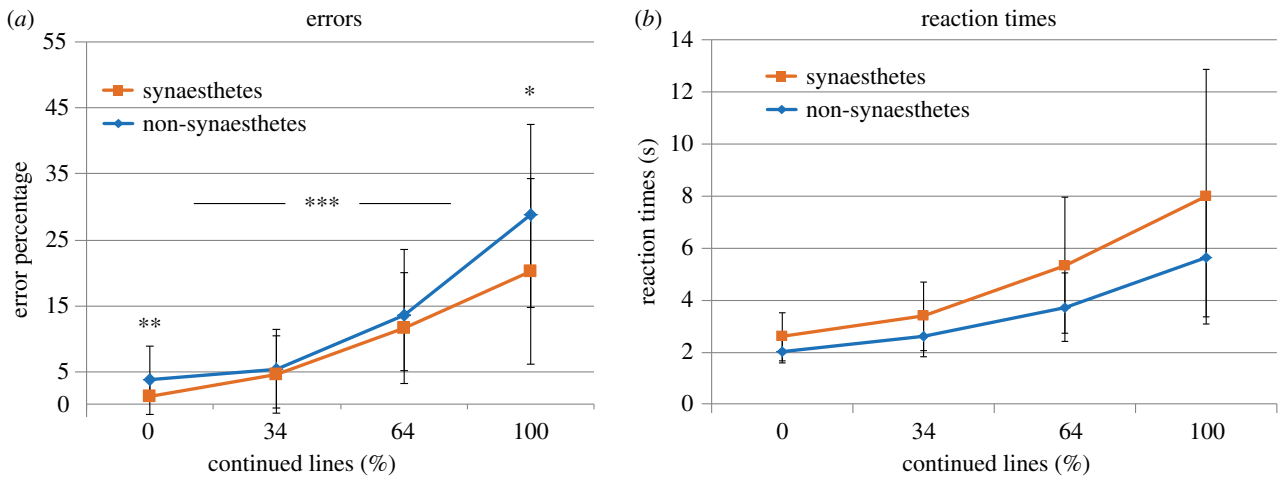 (a) errors
55
45
35
25
15
5
0
error percentage
synaesthetes
non-synaesthetes
*
***
**
0 34 64 100
continued lines (%)
(b) reaction times
14
12
10
8
6
4
2
0
reaction times (s)
synaesthetes
non-synaesthetes
0 34 64 100
continued lines (%)